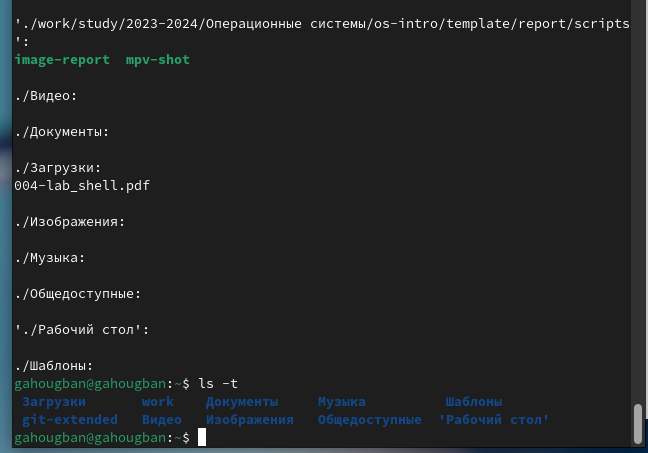 './work/study/2023-2024/Операционные системы/os-intro/template/report/scripts
':
image-report  mpv-shot
./Видео:
./Документы:
./Загрузки:
004-lab_shell.pdf
./Изображения:
./Музыка:
./Общедоступные:
'./Рабочий стол':
./Шаблоны:
gahougban@gahougban:~$ ls -t
 Загрузки       work    Документы     Музыка          Шаблоны
 git-extended   Видео   Изображения   Общедоступные  'Рабочий стол'
gahougban@gahougban:~$